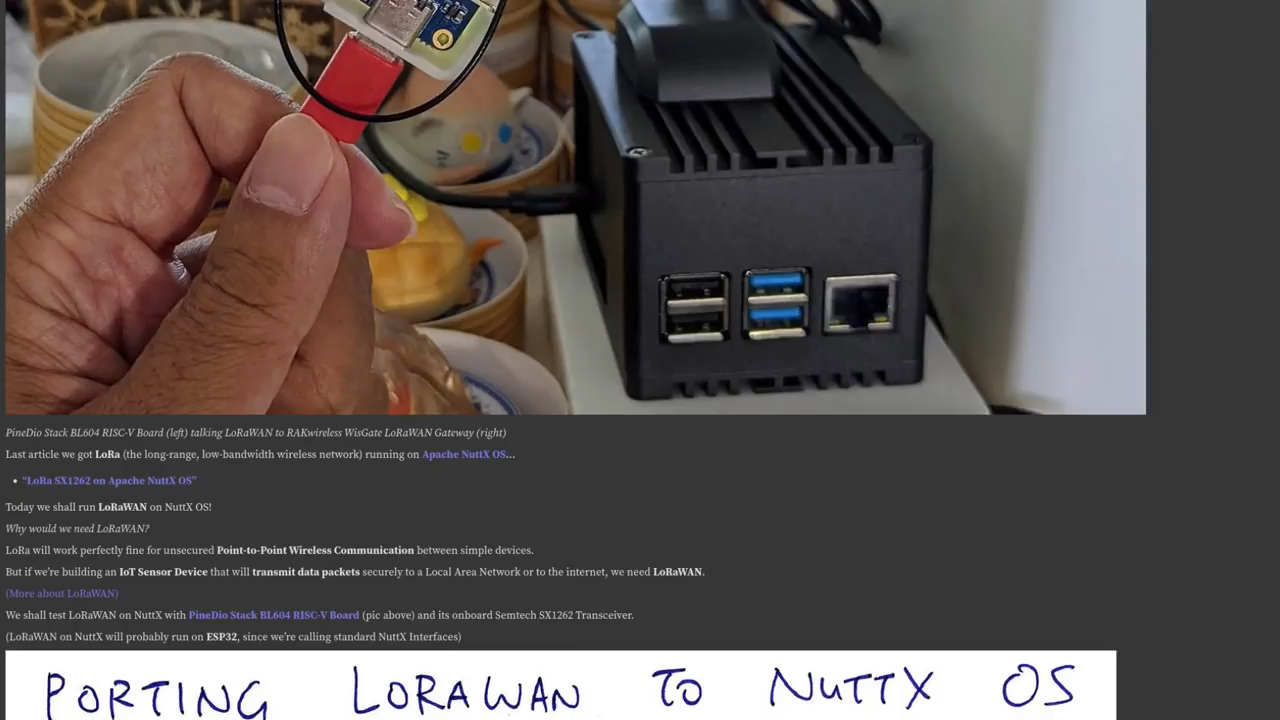 PineDio Stack BL604 RISC-V Board (left) talking LoRaWAN to RAKwireless WisGate LoRaWAN Gateway (right)
Last article we got LoRa (the long-range, low-bandwidth wireless network) running on Apache NuttX OS…
• “LoRa SX1262 on Apache NuttX OS”
Today we shall run LoRaWAN on NuttX OS!
Why would we need LoRaWAN?
LoRa will work perfectly fine for unsecured Point-to-Point Wireless Communication between simple devices.
But if we’re building an IoT Sensor Device that will transmit data packets securely to a Local Area Network or to the internet, we need LoRaWAN.
(More about LoRaWAN)
We shall test LoRaWAN on NuttX with PineDio Stack BL604 RISC-V Board (pic above) and its onboard Semtech SX1262 Transceiver.
(LoRaWAN on NuttX will probably run on ESP32, since we’re calling standard NuttX Interfaces)
PORTING LORAWAN TO NUTTX OS